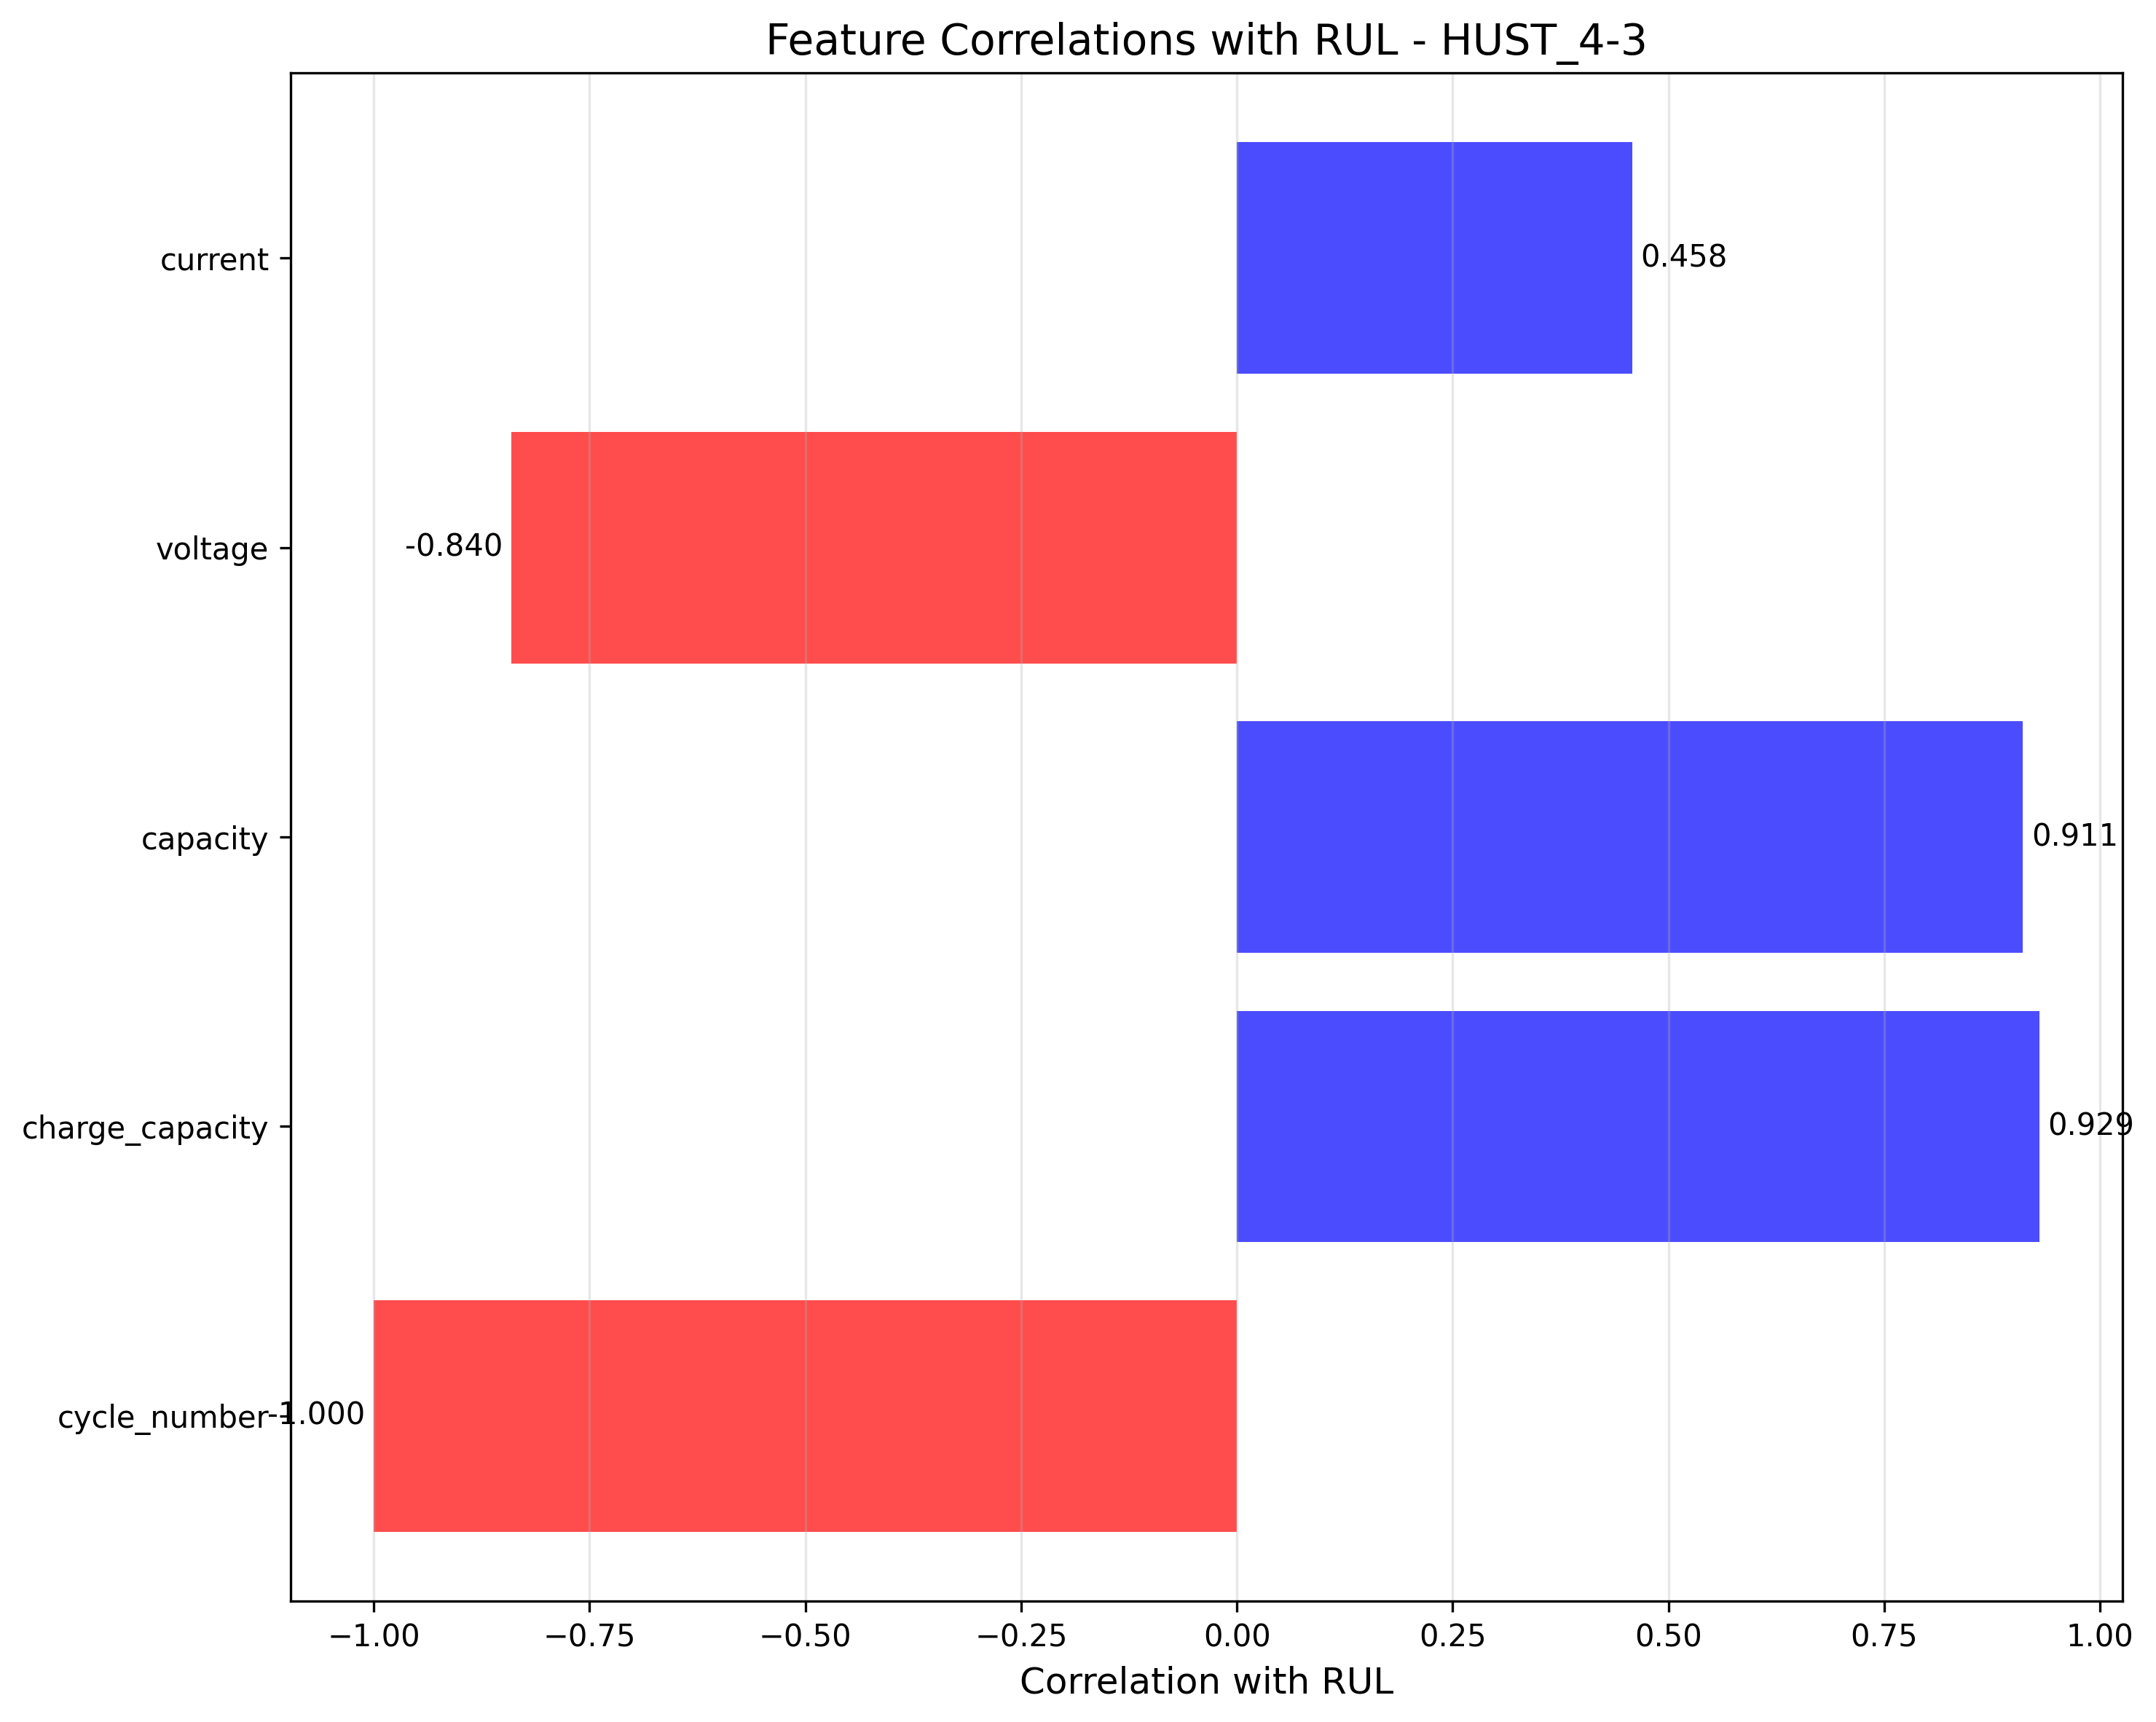 Feature Correlations with RUL - HUST_4-3
current
0.458
voltage
-0.840
capacity
0.911
charge_capacity
0.929
cycle_number
-1.000
−1.00
−0.75
−0.50
−0.25
0.00
0.25
0.50
0.75
1.00
Correlation with RUL